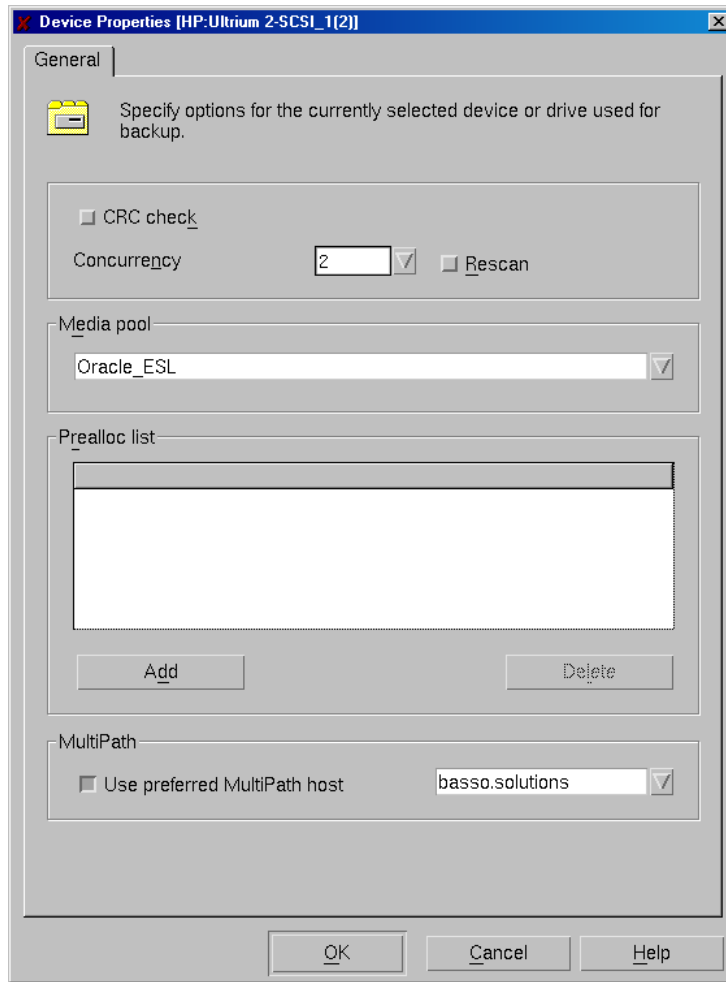 Device Properties [HP:Ultrium 2-SCSI_1(2)]
General
Specify options for the currently selected device or drive used for
backup.
CRC check
Concurrency 2 Rescan
Media pool
Oracle_ESL
Prealloc list
Add Delete
MultiPath
Use preferred MultiPath host basso.solutions
OK Cancel Help